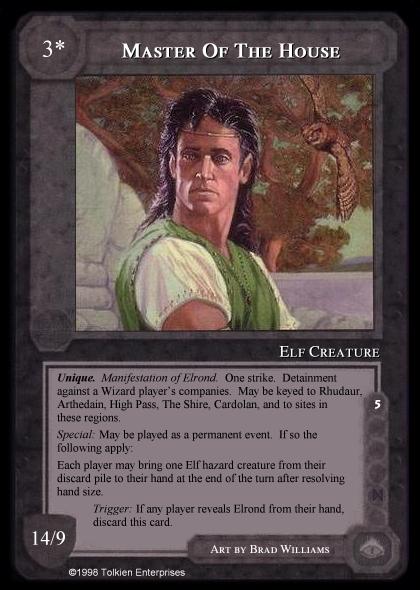 3*
MASTER OF THE HOUSE
ELF CREATURE
Unique. Manifestation of Elrond. One strike. Detainment
against a Wizard player's companies. May be keyed to Rhudaur,
Arthedain, High Pass, The Shire, Cardolan, and to sites in
these regions.
5
Special: May be played as a permanent event. If so the
following apply:
Each player may bring one Elf hazard creature from their
discard pile to their hand at the end of the turn after resolving
hand size.
Trigger: If any player reveals Elrond from their hand,
discard this card.
14/9
ART BY BRAD WILLIAMS
©1998 Tolkien Enterprises